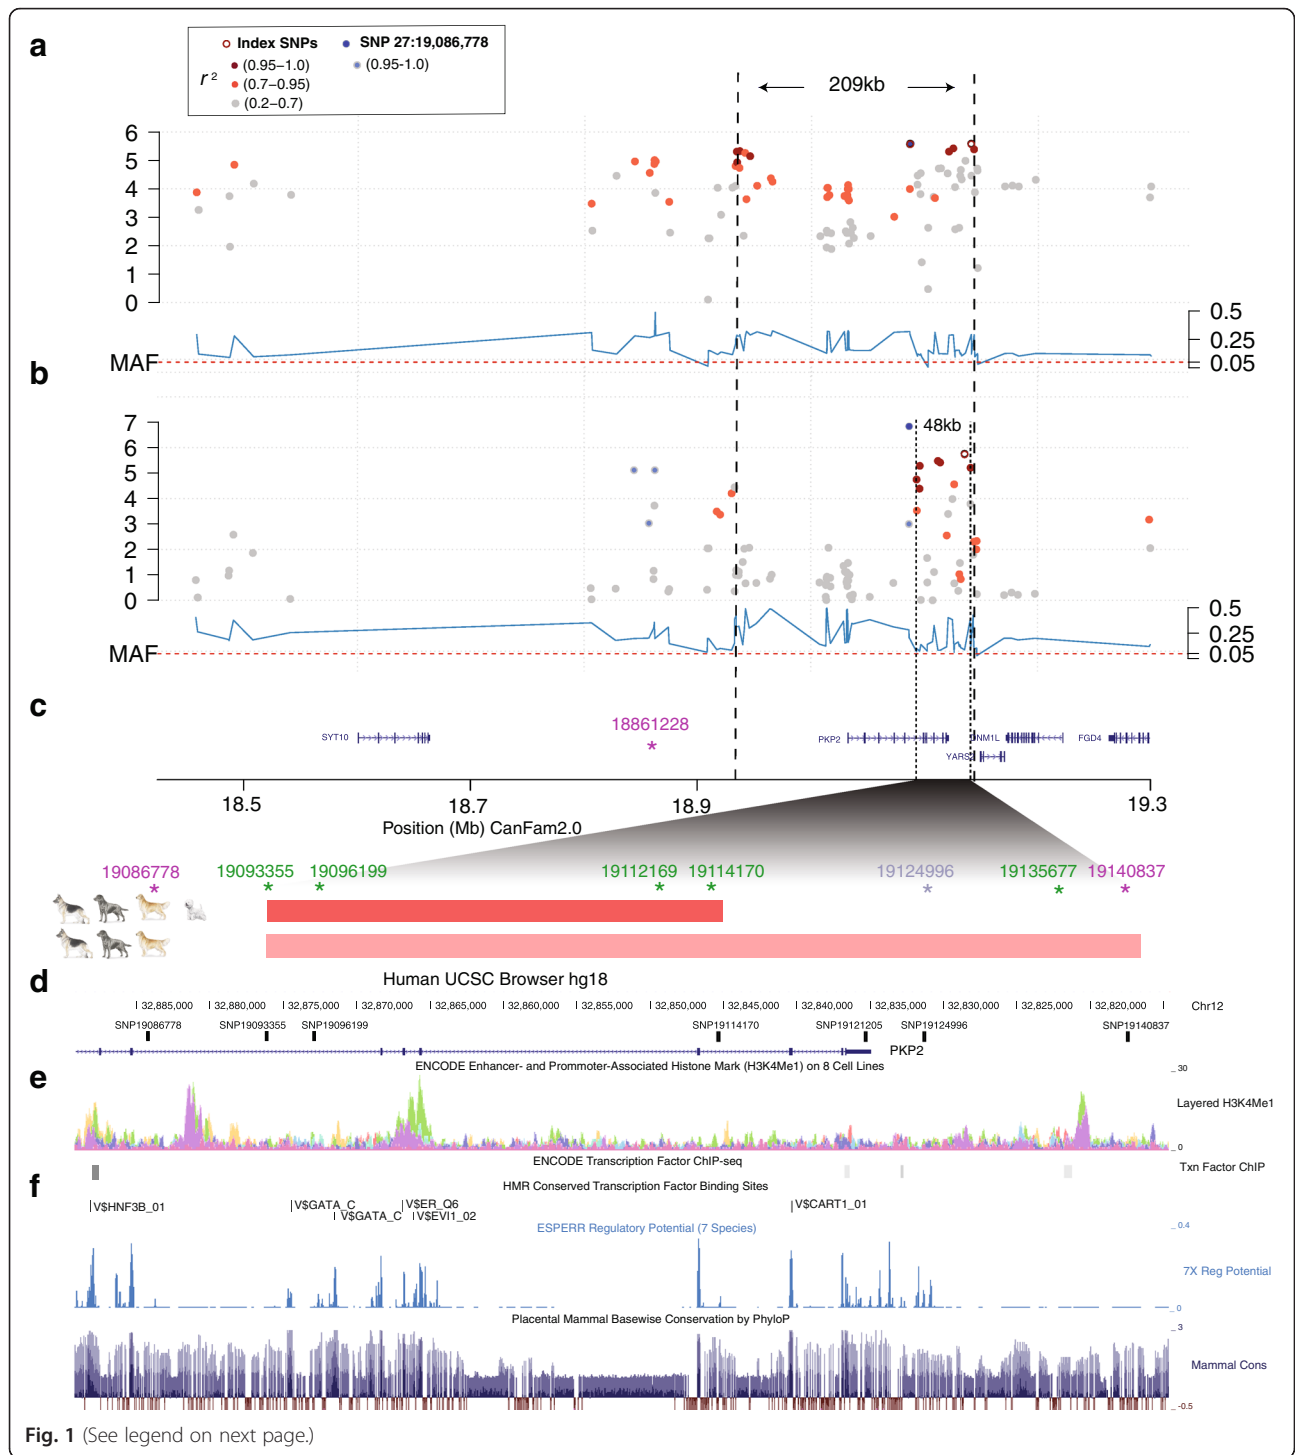 a
Index SNPs
SNP 27:19,086,778
r²
(0.95–1.0)
(0.95-1.0)
(0.7–0.95)
(0.2–0.7)
209kb
6
5
4
3
2
1
0
0.5
0.25
0.05
MAF
b
7
6
5
4
3
2
1
0
48kb
0.5
0.25
0.05
MAF
c
18861228
SYT10
PKP2
NM1L
YARS2
FGD4
18.5
18.7
18.9
19.3
Position (Mb) CanFam2.0
19086778
19093355
19096199
19112169
19114170
19124996
19135677
19140837
d
Human UCSC Browser hg18
32,885,000
32,880,000
32,875,000
32,870,000
32,865,000
32,860,000
32,855,000
32,850,000
32,845,000
32,840,000
32,835,000
32,830,000
32,825,000
32,820,000
Chr12
SNP19086778
SNP19093355
SNP19096199
SNP19114170
SNP19121205
SNP19124996
SNP19140837
PKP2
e
ENCODE Enhancer- and Prommoter-Associated Histone Mark (H3K4Me1) on 8 Cell Lines
30
Layered H3K4Me1
0
ENCODE Transcription Factor ChIP-seq
Txn Factor ChIP
f
HMR Conserved Transcription Factor Binding Sites
V$HNF3B_01
V$GATA_C
V$ER_Q6
V$CART1_01
V$GATA_C
V$EVI1_02
ESPERR Regulatory Potential (7 Species)
0.4
7X Reg Potential
0
Placental Mammal Basewise Conservation by PhyloP
3
Mammal Cons
-0.5
Fig. 1 (See legend on next page.)